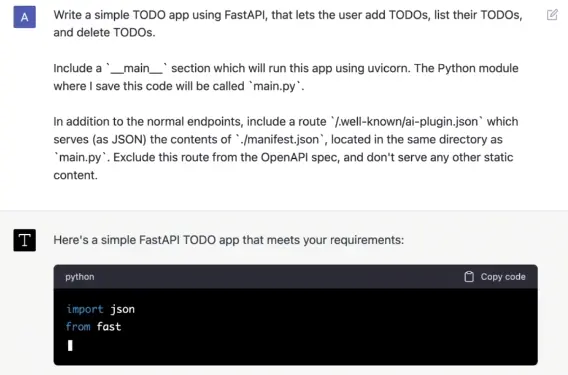 A
Write a simple TODO app using FastAPI, that lets the user add TODOs, list their TODOs,
and delete TODOs.
Include a `__main__` section which will run this app using uvicorn. The Python module
where I save this code will be called `main.py`.
In addition to the normal endpoints, include a route `/.well-known/ai-plugin.json` which
serves (as JSON) the contents of `./manifest.json`, located in the same directory as
`main.py`. Exclude this route from the OpenAPI spec, and don't serve any other static
content.
T
Here's a simple FastAPI TODO app that meets your requirements:
python Copy code
import json
from fast